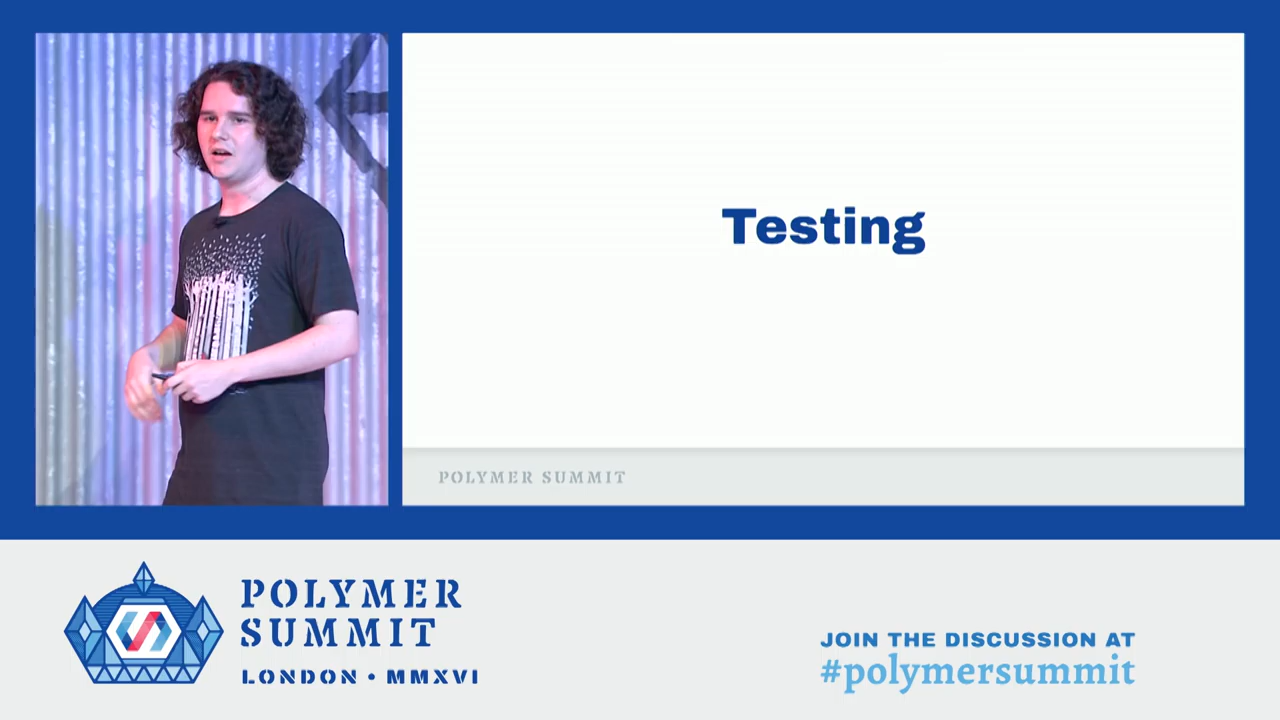 Testing
POLYMER SUMMIT
POLYMER
SUMMIT
LONDON • MMXVI
JOIN THE DISCUSSION AT
#polymersummit